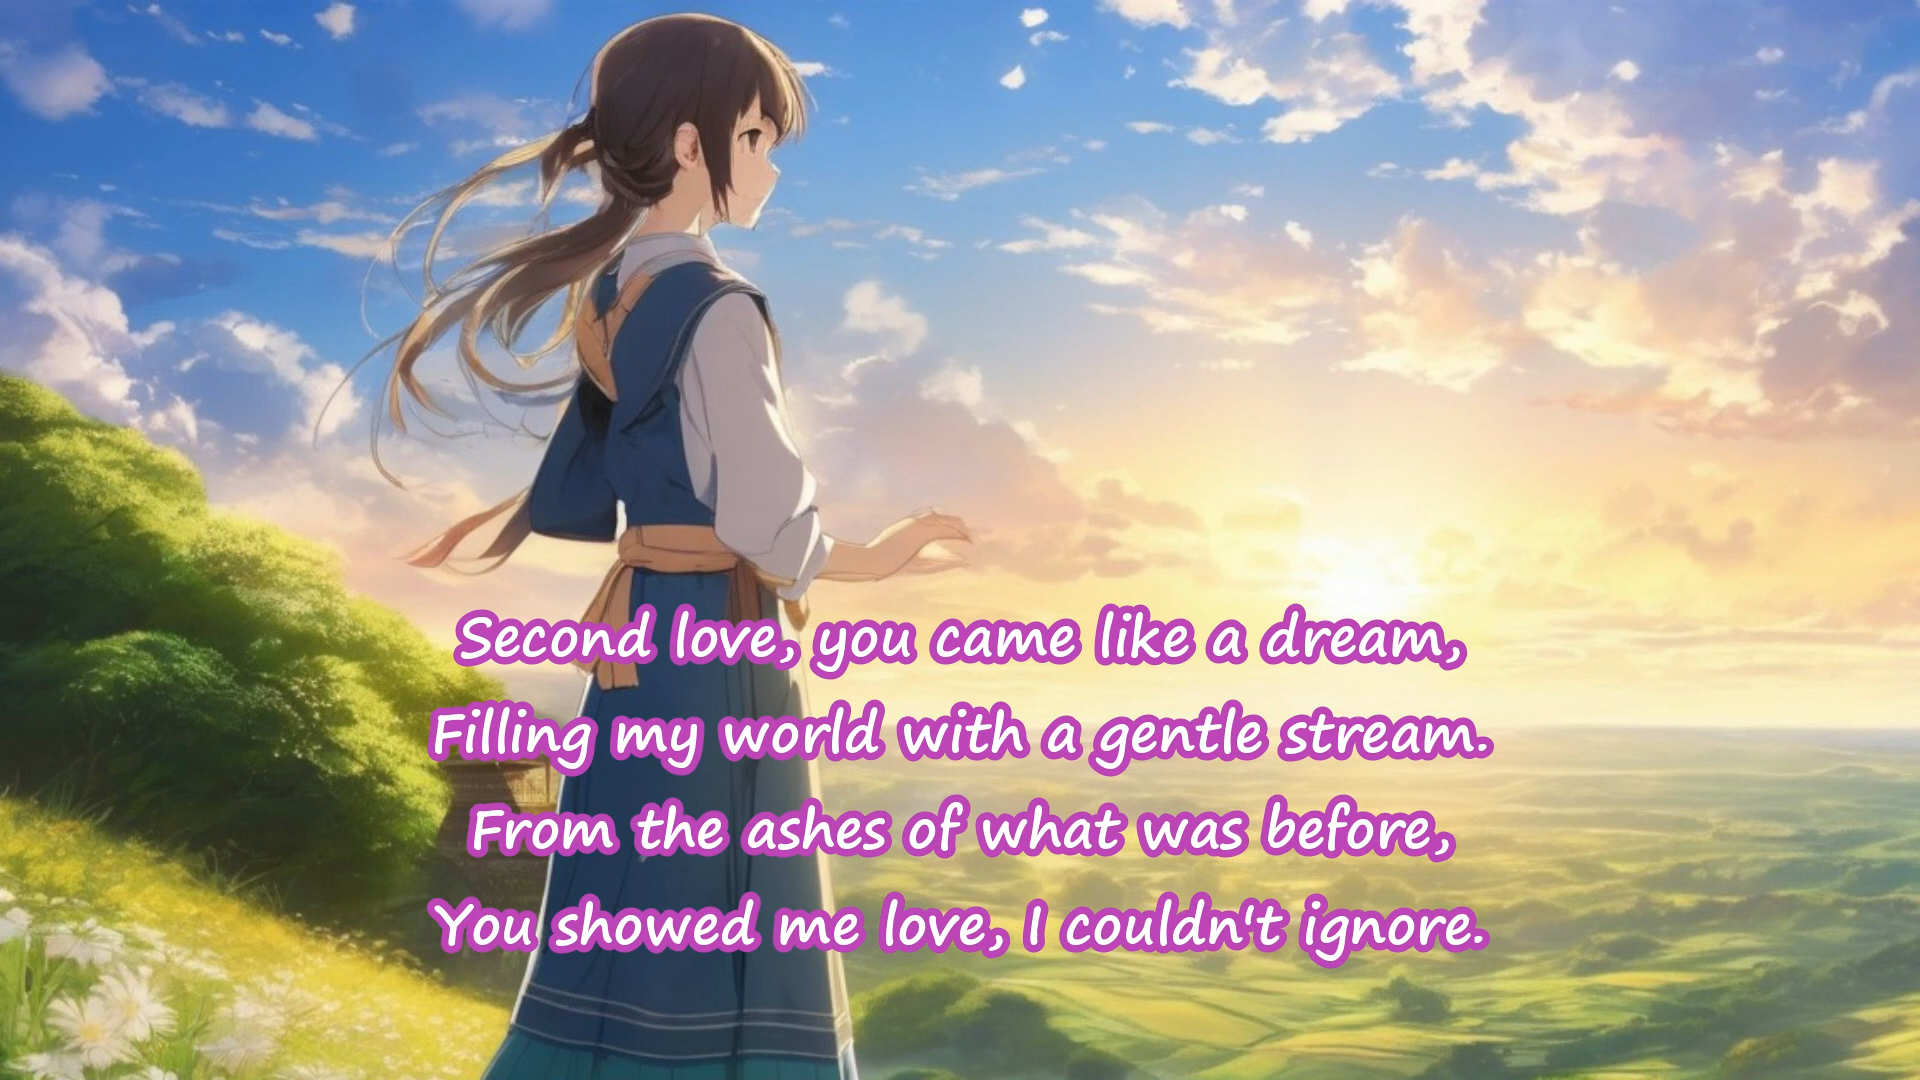 Second love, you came like a dream,
Filling my world with a gentle stream.
From the ashes of what was before,
You showed me love, I couldn't ignore.